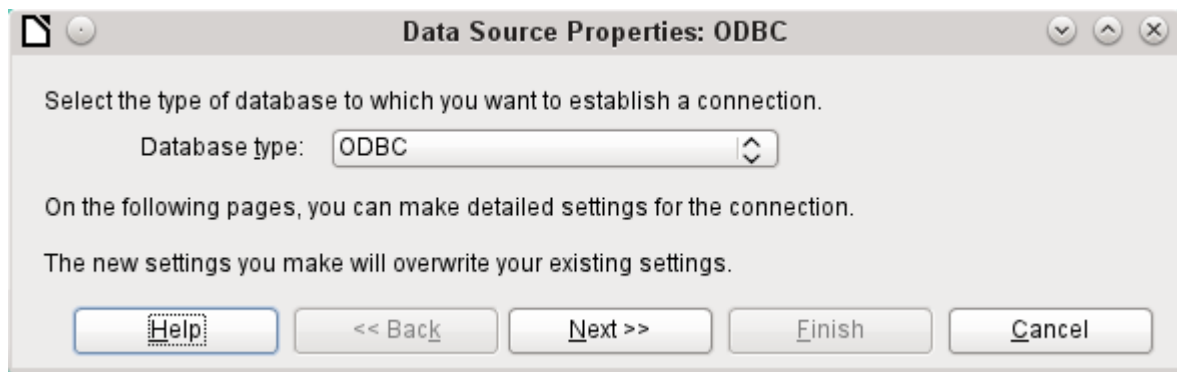 Data Source Properties: ODBC
Select the type of database to which you want to establish a connection.
Database type: ODBC
On the following pages, you can make detailed settings for the connection.
The new settings you make will overwrite your existing settings.
Help << Back Next >> Finish Cancel